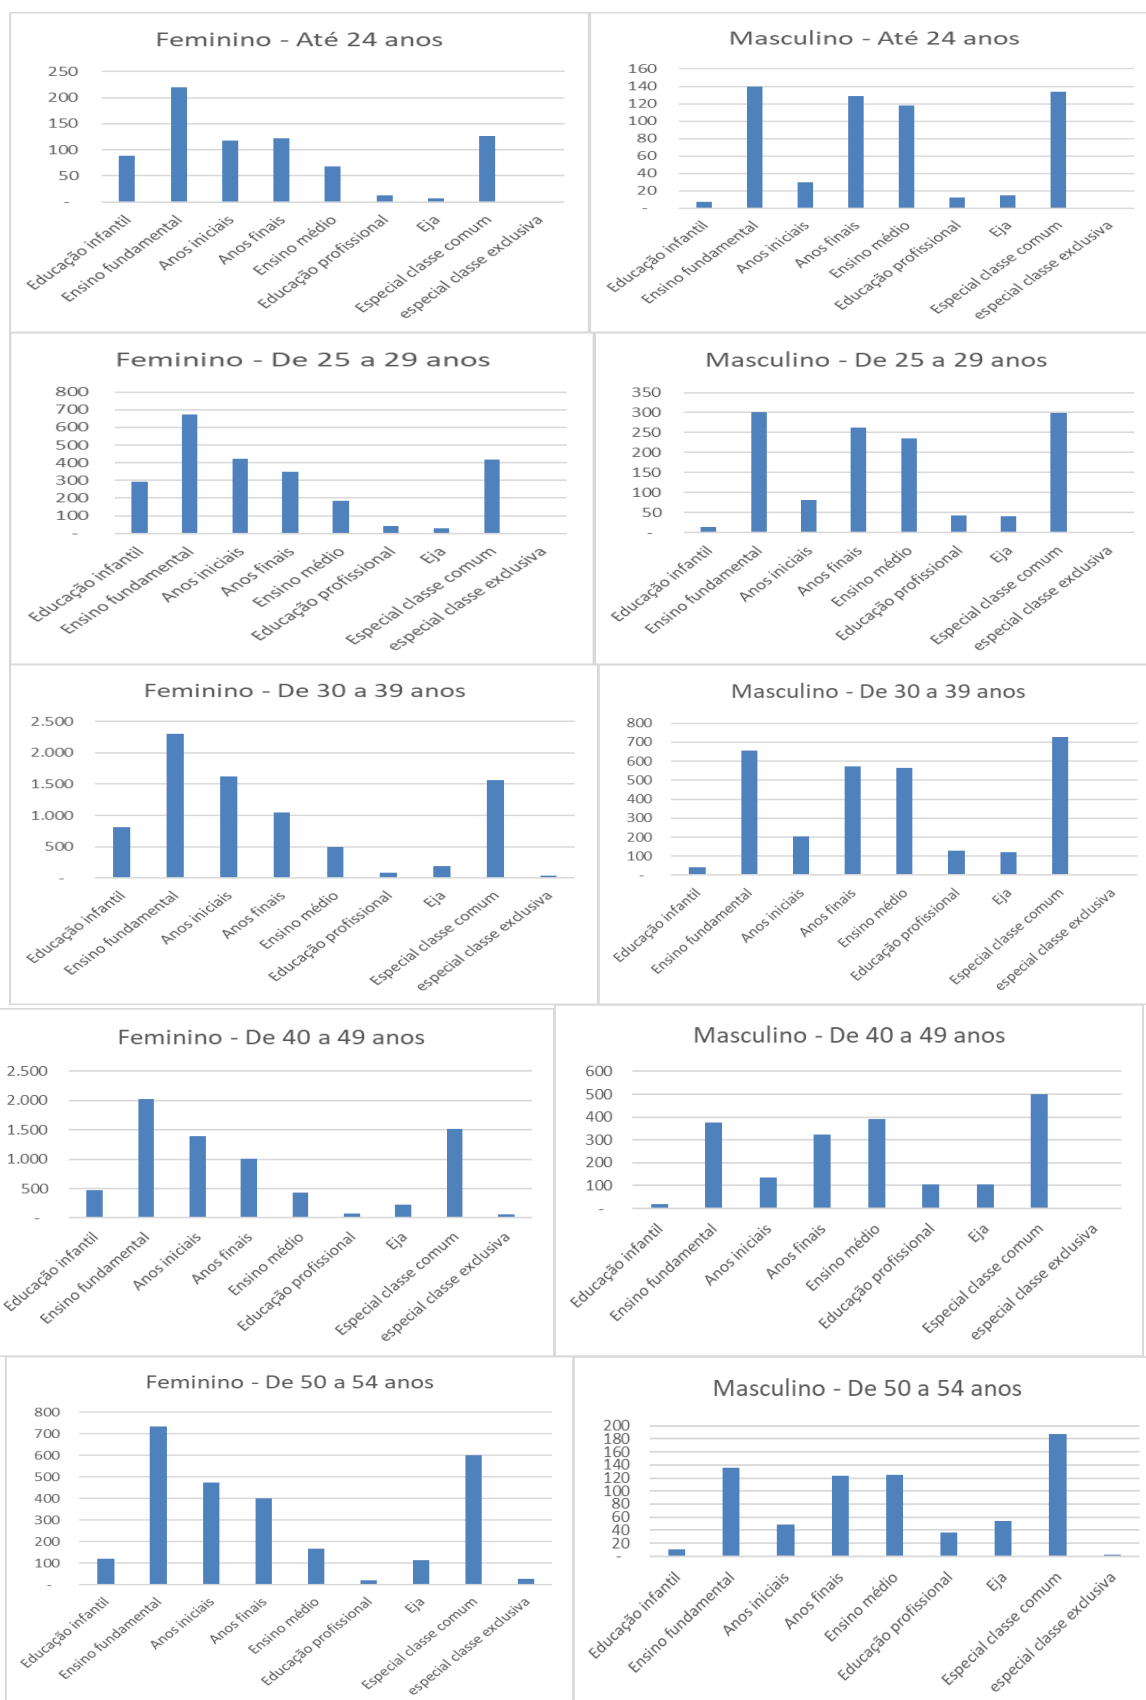 Feminino - Até 24 anos
250
200
150
100
50
-
Educação infantil
Ensino fundamental
Anos iniciais
Anos finais
Ensino médio
Educação profissional
Eja
Especial classe comum
especial classe exclusiva
Masculino - Até 24 anos
160
140
120
100
80
60
40
20
-
Educação infantil
Ensino fundamental
Anos iniciais
Anos finais
Ensino médio
Educação profissional
Eja
Especial classe comum
especial classe exclusiva
Feminino - De 25 a 29 anos
800
700
600
500
400
300
200
100
-
Educação infantil
Ensino fundamental
Anos iniciais
Anos finais
Ensino médio
Educação profissional
Eja
Especial classe comum
especial classe exclusiva
Masculino - De 25 a 29 anos
350
300
250
200
150
100
50
-
Educação infantil
Ensino fundamental
Anos iniciais
Anos finais
Ensino médio
Educação profissional
Eja
Especial classe comum
especial classe exclusiva
Feminino - De 30 a 39 anos
2.500
2.000
1.500
1.000
500
-
Educação infantil
Ensino fundamental
Anos iniciais
Anos finais
Ensino médio
Educação profissional
Eja
Especial classe comum
especial classe exclusiva
Masculino - De 30 a 39 anos
800
700
600
500
400
300
200
100
-
Educação infantil
Ensino fundamental
Anos iniciais
Anos finais
Ensino médio
Educação profissional
Eja
Especial classe comum
especial classe exclusiva
Feminino - De 40 a 49 anos
2.500
2.000
1.500
1.000
500
-
Educação infantil
Ensino fundamental
Anos iniciais
Anos finais
Ensino médio
Educação profissional
Eja
Especial classe comum
especial classe exclusiva
Masculino - De 40 a 49 anos
600
500
400
300
200
100
-
Educação infantil
Ensino fundamental
Anos iniciais
Anos finais
Ensino médio
Educação profissional
Eja
Especial classe comum
especial classe exclusiva
Feminino - De 50 a 54 anos
800
700
600
500
400
300
200
100
-
Educação infantil
Ensino fundamental
Anos iniciais
Anos finais
Ensino médio
Educação profissional
Eja
Especial classe comum
especial classe exclusiva
Masculino - De 50 a 54 anos
200
180
160
140
120
100
80
60
40
20
-
Educação infantil
Ensino fundamental
Anos iniciais
Anos finais
Ensino médio
Educação profissional
Eja
Especial classe comum
especial classe exclusiva